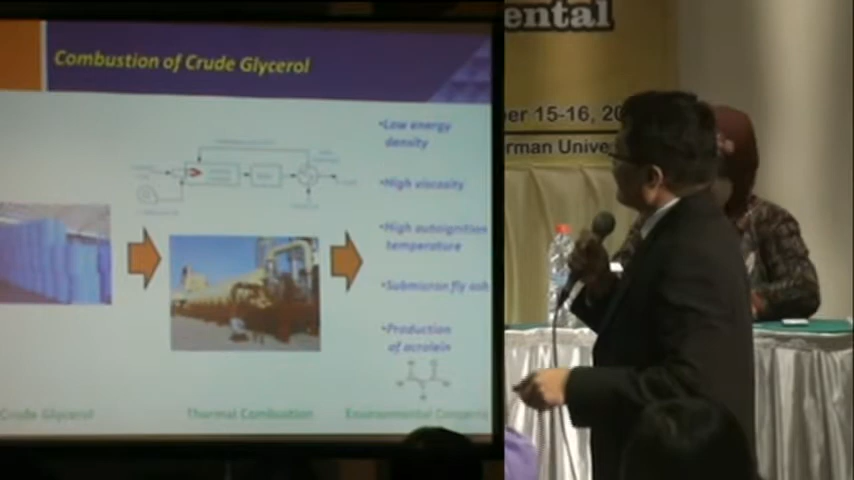 Combustion of Crude Glycerol
•Low energy
density
•High viscosity
•High autoignition
temperature
•Submicron fly ash
•Production
of acrolein
Crude Glycerol
Thermal Combustion
Environmental Concerns
ental
ber 15-16, 20
erman Unive